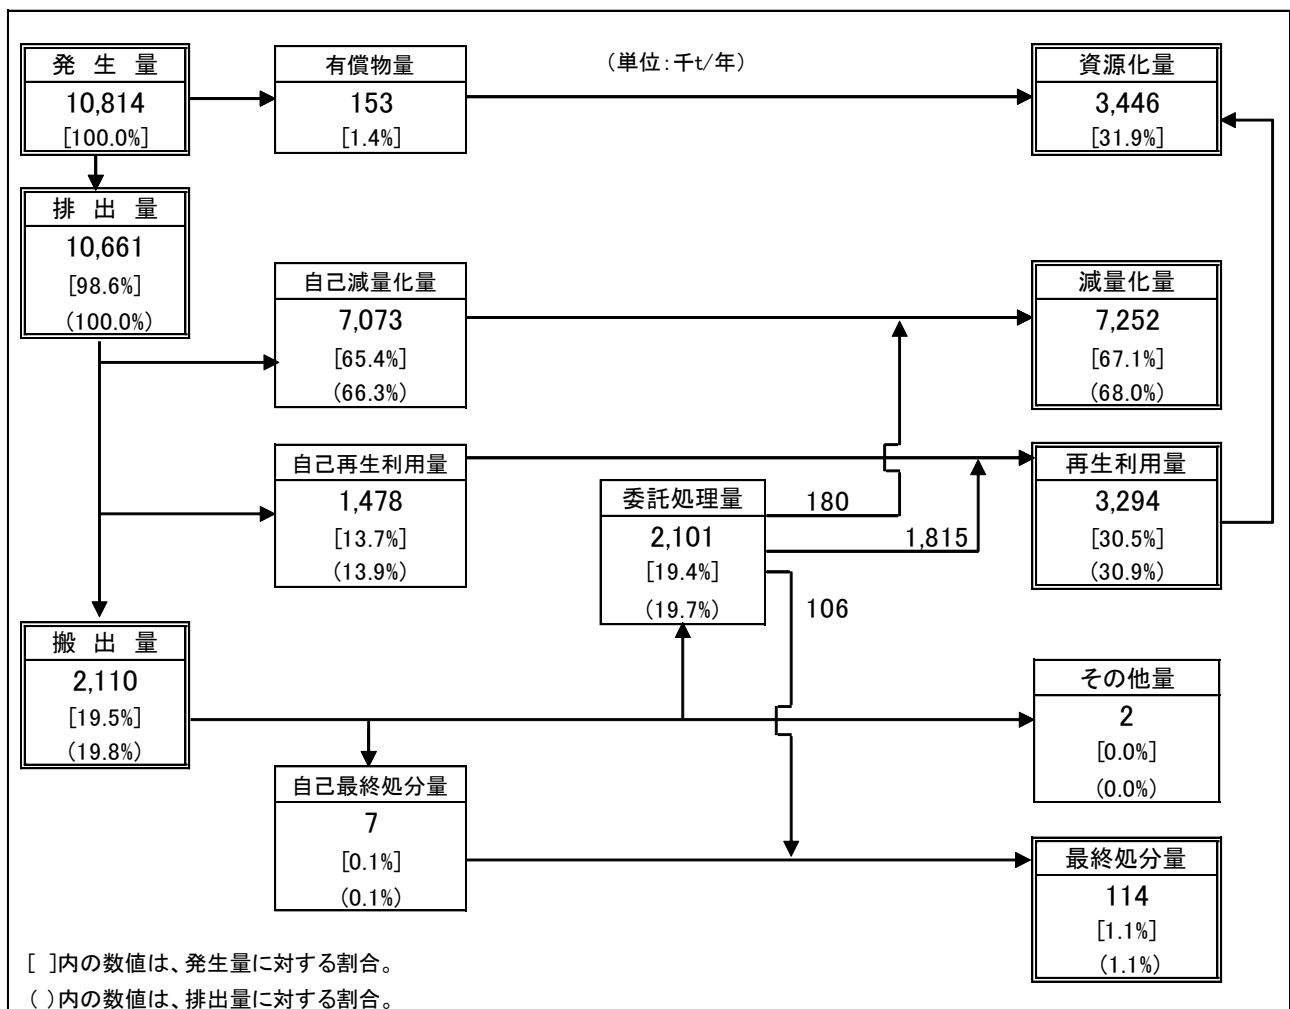 発 生 量
10,814
[100.0%]
有償物量
153
[1.4%]
(単位:千t/年)
資源化量
3,446
[31.9%]
排 出 量
10,661
[98.6%]
(100.0%)
自己減量化量
7,073
[65.4%]
(66.3%)
減量化量
7,252
[67.1%]
(68.0%)
自己再生利用量
1,478
[13.7%]
(13.9%)
委託処理量
2,101
[19.4%]
(19.7%)
180
1,815
106
再生利用量
3,294
[30.5%]
(30.9%)
搬 出 量
2,110
[19.5%]
(19.8%)
その他量
2
[0.0%]
(0.0%)
自己最終処分量
7
[0.1%]
(0.1%)
最終処分量
114
[1.1%]
(1.1%)
[ ]内の数値は、発生量に対する割合。
( )内の数値は、排出量に対する割合。